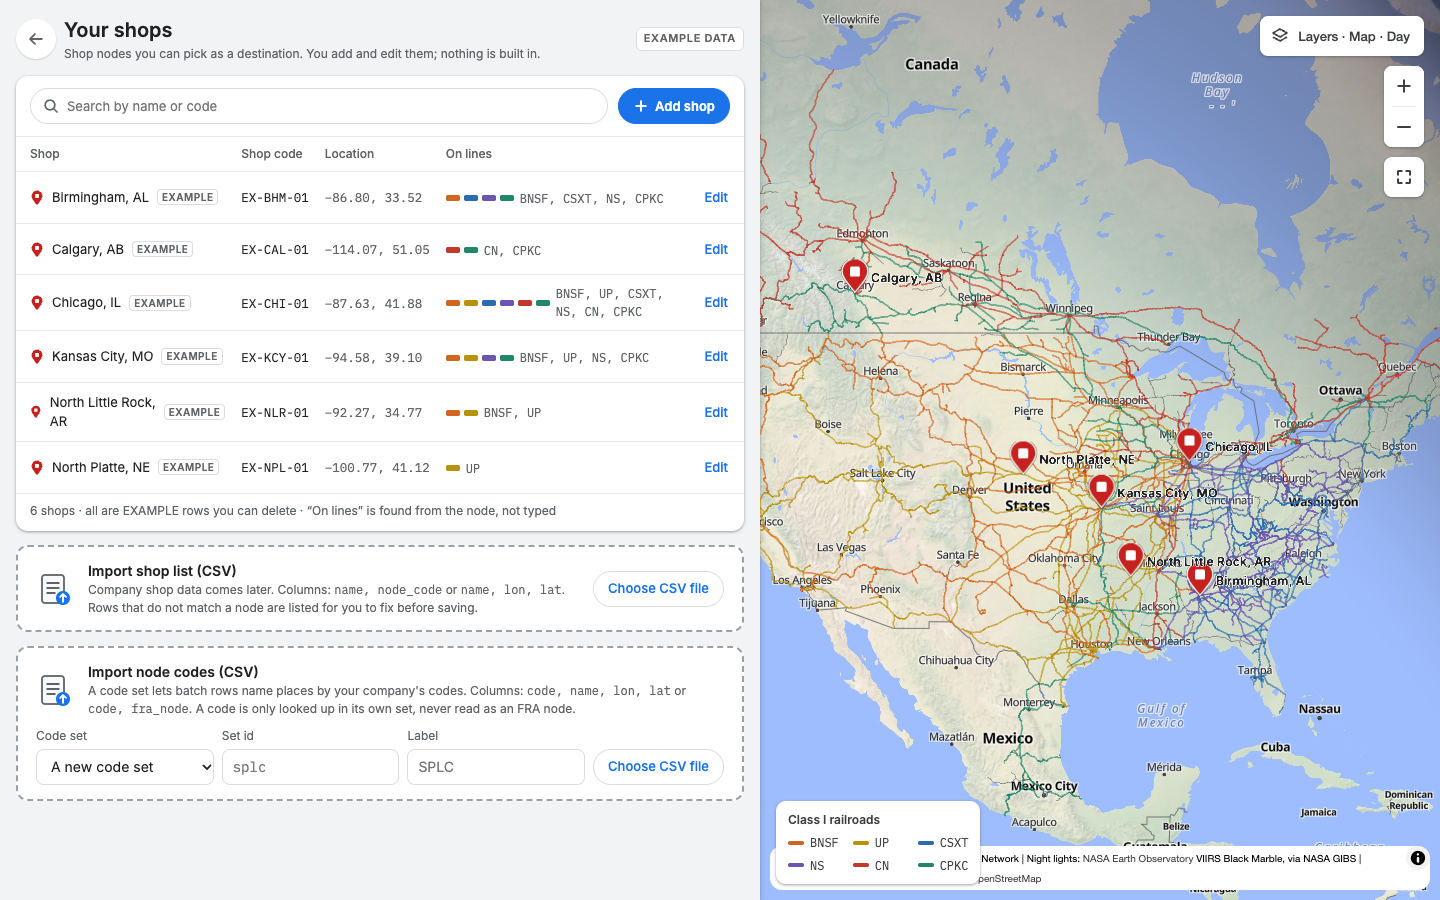 Your shops
Shop nodes you can pick as a destination. You add and edit them; nothing is built in.
EXAMPLE DATA
Search by name or code
Add shop
Shop Shop code Location On lines
Birmingham, AL EXAMPLE EX-BHM-01 −86.80, 33.52 BNSF, CSXT, NS, CPKC Edit
Calgary, AB EXAMPLE EX-CAL-01 −114.07, 51.05 CN, CPKC Edit
Chicago, IL EXAMPLE EX-CHI-01 −87.63, 41.88 BNSF, UP, CSXT, NS, CN, CPKC Edit
Kansas City, MO EXAMPLE EX-KCY-01 −94.58, 39.10 BNSF, UP, NS, CPKC Edit
North Little Rock, AR EXAMPLE EX-NLR-01 −92.27, 34.77 BNSF, UP Edit
North Platte, NE EXAMPLE EX-NPL-01 −100.77, 41.12 UP Edit
6 shops · all are EXAMPLE rows you can delete · “On lines” is found from the node, not typed
Import shop list (CSV)
Company shop data comes later. Columns: name, node_code or name, lon, lat.
Rows that do not match a node are listed for you to fix before saving.
Choose CSV file
Import node codes (CSV)
A code set lets batch rows name places by your company's codes. Columns: code, name, lon, lat or
code, fra_node. A code is only looked up in its own set, never read as an FRA node.
Code set Set id Label
A new code set splc SPLC Choose CSV file
Layers · Map · Day
Yellowknife
Canada
Hudson
Bay
Edmonton
Saskatoon
Calgary, AB
Regina
Winnipeg
Thunder Bay
Quebec
Helena
Bismarck
Ottawa
Minneapolis
Pierre
Boise
Toronto
Boston
Chicago, IL
North Platte, NE
Salt Lake City
Denver
United
States
Kansas City, MO
Pittsburgh
New York
Cincinnati
Washington
Saint Louis
Las Vegas
Santa Fe
Oklahoma City
North Little Rock, AR
Raleigh
Los Angeles
Phoenix
Birmingham, AL
Tijuana
Dallas
Jackson
Houston
New Orleans
Chihuahua City
Tampa
Monterrey
Gulf of
Mexico
Nassau
Mazatlán
Mexico
Cuba
Mérida
Mexico City
Dominican
Republic
Jamaica
Acapulco
Belize
Class I railroads
BNSF UP CSXT
NS CN CPKC
Network | Night lights: NASA Earth Observatory VIIRS Black Marble, via NASA GIBS |
penStreetMap